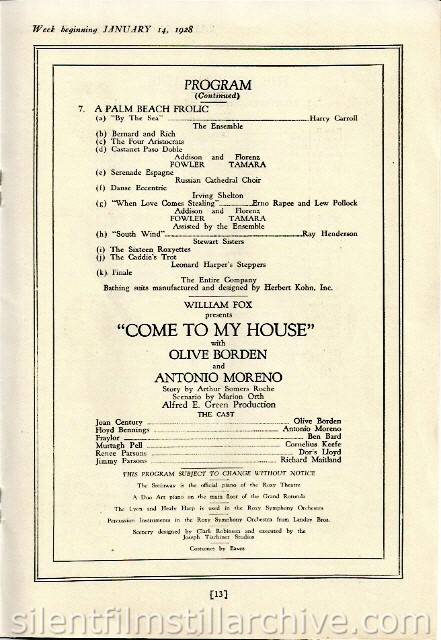 Week beginning JANUARY 14, 1928
PROGRAM
(Continued)
7. A PALM BEACH FROLIC
(a) "By The Sea" Harry Carroll
The Ensemble
(b) Bernard and Rich
(c) The Four Aristocrats
(d) Castanet Paso Doble
Addison and Florenz
FOWLER TAMARA
(e) Serenade Espagne
Russian Cathedral Choir
(f) Danse Eccentric
Irving Shelton
(g) "When Love Comes Stealing" Erno Rapee and Lew Pollock
Addison and Florenz
FOWLER TAMARA
Assisted by the Ensemble
(h) "South Wind" Ray Henderson
Stewart Sisters
(i) The Sixteen Roxyettes
(j) The Caddie's Trot
Leonard Harper's Steppers
(k) Finale
The Entire Company
Bathing suits manufactured and designed by Herbert Kohn, Inc.
WILLIAM FOX
presents
"COME TO MY HOUSE"
with
OLIVE BORDEN
and
ANTONIO MORENO
Story by Arthur Somers Roche
Scenario by Marion Orth
Alfred E. Green Production
THE CAST
Joan Century Olive Borden
Hoyd Bennings Antonio Moreno
Fraylor Ben Bard
Murtagh Pell Cornelius Keefe
Renee Parsons Dor's Lloyd
Jimmy Parsons Richard Maitland
THIS PROGRAM SUBJECT TO CHANGE WITHOUT NOTICE
The Steinway is the official piano of the Roxy Theatre
A Duo Art piano on the main floor of the Grand Rotunda
The Lyon and Healy Harp is used in the Roxy Symphony Orchestra
Percussion Instruments in the Roxy Symphony Orchestra from Landay Bros.
Scenery designed by Clark Robinson and executed by the
Joseph Tischner Studios
Costumes by Eaves
[13]
silentfilmstillarchive.com